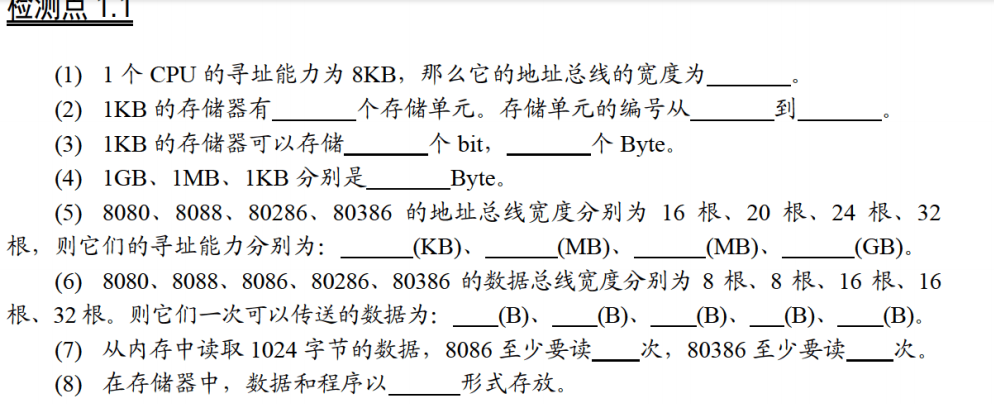 检测点 1.1
(1) 1个 CPU 的寻址能力为 8KB，那么它的地址总线的宽度为______。
(2) 1KB 的存储器有______个存储单元。存储单元的编号从______到______。
(3) 1KB 的存储器可以存储______个 bit，______个 Byte。
(4) 1GB、1MB、1KB 分别是______Byte。
(5) 8080、8088、80286、80386 的地址总线宽度分别为 16 根、20 根、24 根、32
根，则它们的寻址能力分别为：______(KB)、______(MB)、______(MB)、______(GB)。
(6) 8080、8088、8086、80286、80386 的数据总线宽度分别为 8 根、8 根、16 根、16
根、32 根。则它们一次可以传送的数据为：____(B)、____(B)、____(B)、____(B)、____(B)。
(7) 从内存中读取 1024 字节的数据，8086 至少要读____次，80386 至少要读____次。
(8) 在存储器中，数据和程序以______形式存放。